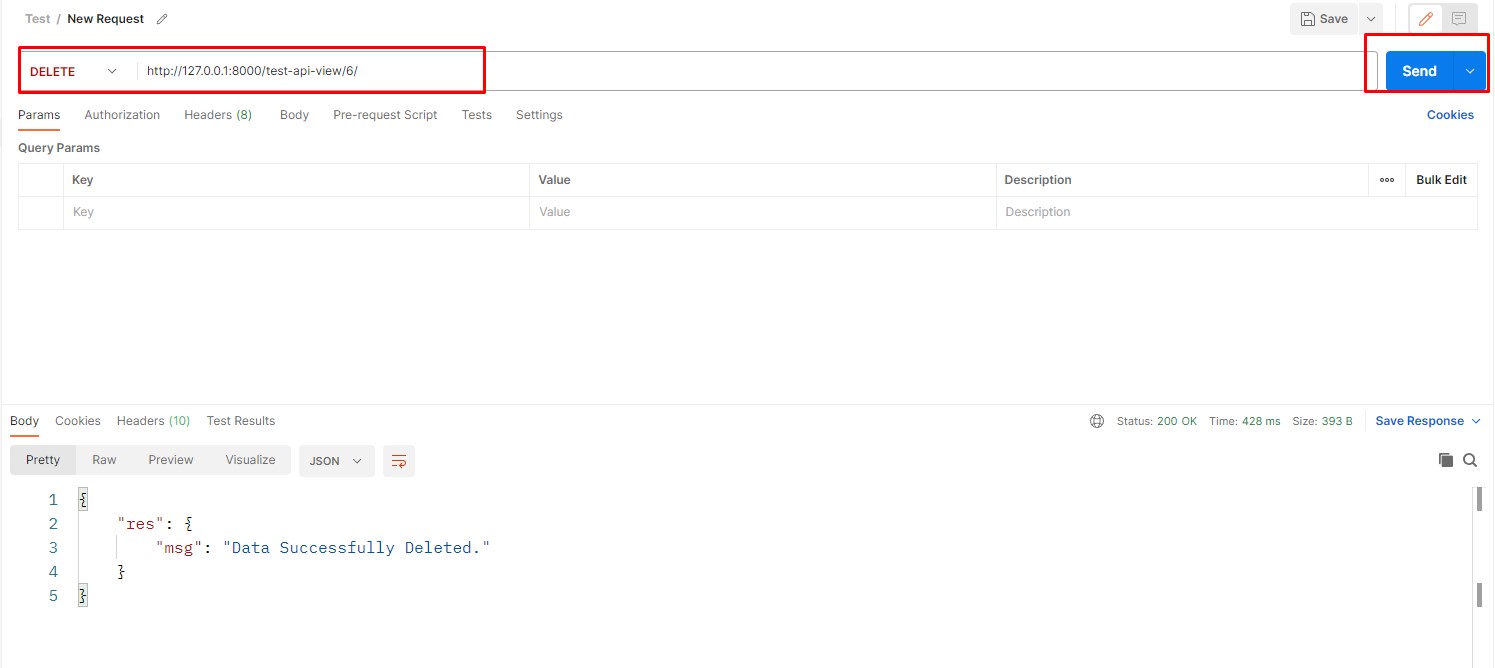 Test / New Request
Save
DELETE http://127.0.0.1:8000/test-api-view/6/ Send
Params Authorization Headers (8) Body Pre-request Script Tests Settings Cookies
Query Params
Key Value Description Bulk Edit
Key Value Description
Body Cookies Headers (10) Test Results Status: 200 OK Time: 428 ms Size: 393 B Save Response
Pretty Raw Preview Visualize JSON
1 {
2 "res": {
3 "msg": "Data Successfully Deleted."
4 }
5 }